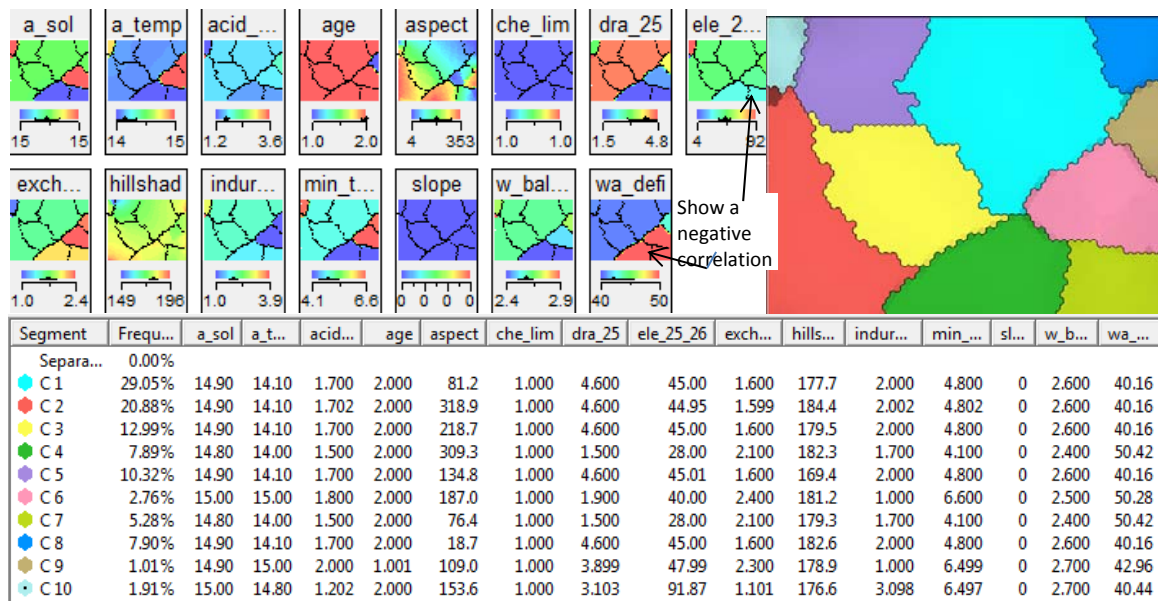 a_sol a_temp acid_... age aspect che_lim dra_25 ele_2...
15 15 14 15 1.2 3.6 1.0 2.0 4 353 1.0 1.0 1.5 4.8 4 92
exch... hillshad indur... min_t... slope w_bal... wa_defi
1.0 2.4 149 196 1.0 3.9 4.1 6.6 0 0 0 0 2.4 2.9 40 50
Show a
negative
correlation
Segment Frequ... a_sol a_t... acid... age aspect che_lim dra_25 ele_25_26 exch... hills... indur... min_... sl... w_b... wa_...
Separa... 0.00%
C 1 29.05% 14.90 14.10 1.700 2.000 81.2 1.000 4.600 45.00 1.600 177.7 2.000 4.800 0 2.600 40.16
C 2 20.88% 14.90 14.10 1.702 2.000 318.9 1.000 4.600 44.95 1.599 184.4 2.002 4.802 0 2.600 40.16
C 3 12.99% 14.90 14.10 1.700 2.000 218.7 1.000 4.600 45.00 1.600 179.5 2.000 4.800 0 2.600 40.16
C 4 7.89% 14.80 14.00 1.500 2.000 309.3 1.000 1.500 28.00 2.100 182.3 1.700 4.100 0 2.400 50.42
C 5 10.32% 14.90 14.10 1.700 2.000 134.8 1.000 4.600 45.01 1.600 169.4 2.000 4.800 0 2.600 40.16
C 6 2.76% 15.00 15.00 1.800 2.000 187.0 1.000 1.900 40.00 2.400 181.2 1.000 6.600 0 2.500 50.28
C 7 5.28% 14.80 14.00 1.500 2.000 76.4 1.000 1.500 28.00 2.100 179.3 1.700 4.100 0 2.400 50.42
C 8 7.90% 14.90 14.10 1.700 2.000 18.7 1.000 4.600 45.00 1.600 182.6 2.000 4.800 0 2.600 40.16
C 9 1.01% 14.90 15.00 2.000 1.001 109.0 1.000 3.899 47.99 2.300 178.9 1.000 6.499 0 2.700 42.96
C 10 1.91% 15.00 14.80 1.202 2.000 153.6 1.000 3.103 91.87 1.101 176.6 3.098 6.497 0 2.700 40.44